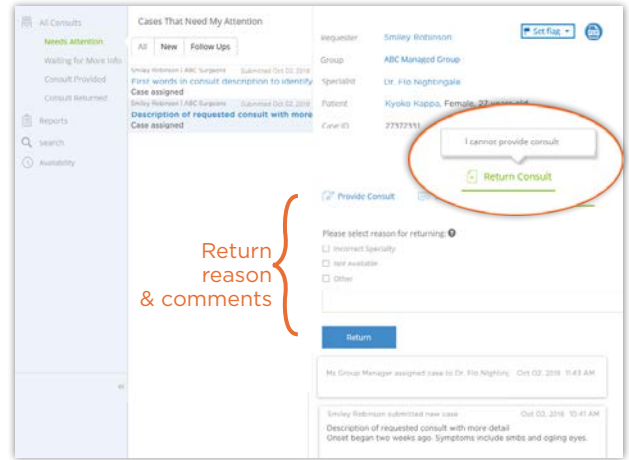 All Consults
Needs Attention
Waiting for More Info
Consult Provided
Consult Returned
Reports
Search
Availability
Cases That Need My Attention
All New Follow Ups
Smiley Robinson | ABC Surgeons Submitted Oct 02, 2018
First words in consult description to identify
Case assigned
Smiley Robinson | ABC Surgeons Submitted Oct 02, 2018
Description of requested consult with more
Case assigned
Requester Smiley Robinson
Set flag
Group ABC Managed Group
Specialist Dr. Flo Nightingale
Patient Kyoko Kappa, Female, 27 years old
Case ID 27372331
I cannot provide consult
Return Consult
Provide Consult
Return
reason
& comments
Please select reason for returning:
Incorrect Specialty
Not Available
Other
Return
Ms Group Manager assigned case to Dr. Flo Nighting Oct 02, 2018 11:43 AM
Smiley Robinson submitted new case Oct 02, 2018 10:41 AM
Description of requested consult with more detail
Onset began two weeks ago. Symptoms include smbs and ogling eyes.